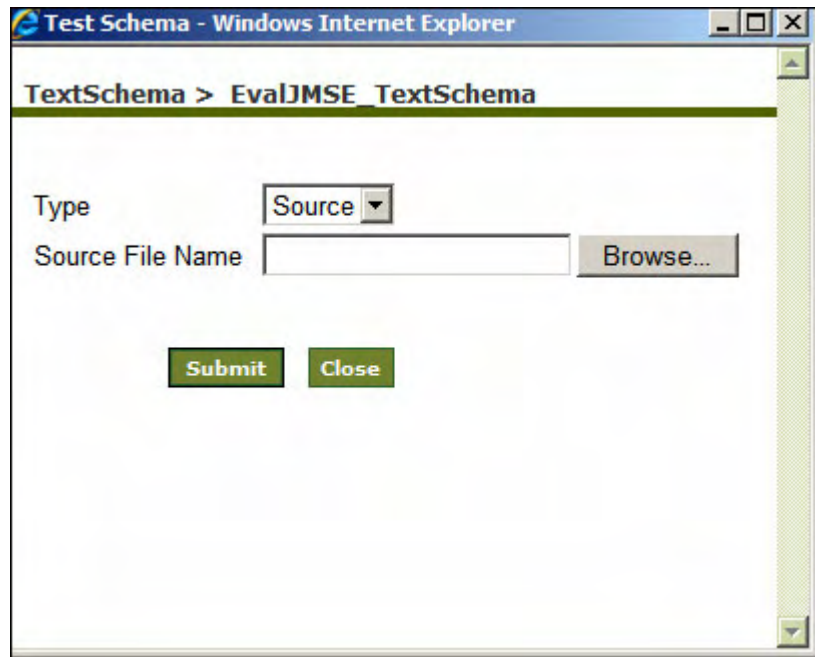 Test Schema - Windows Internet Explorer
TextSchema > EvalJMSE_TextSchema
Type Source
Source File Name Browse...
Submit Close